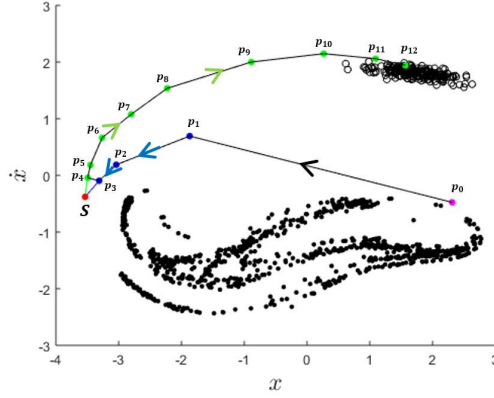 3
p₁₀
p₁₁
p₁₂
p₉
2
p₈
p₇
1
p₆
p₁
p₂
p₅
ẋ
0
p₄
p₃
p₀
S
-1
-2
-3
-4
-3
-2
-1
0
1
2
3
x